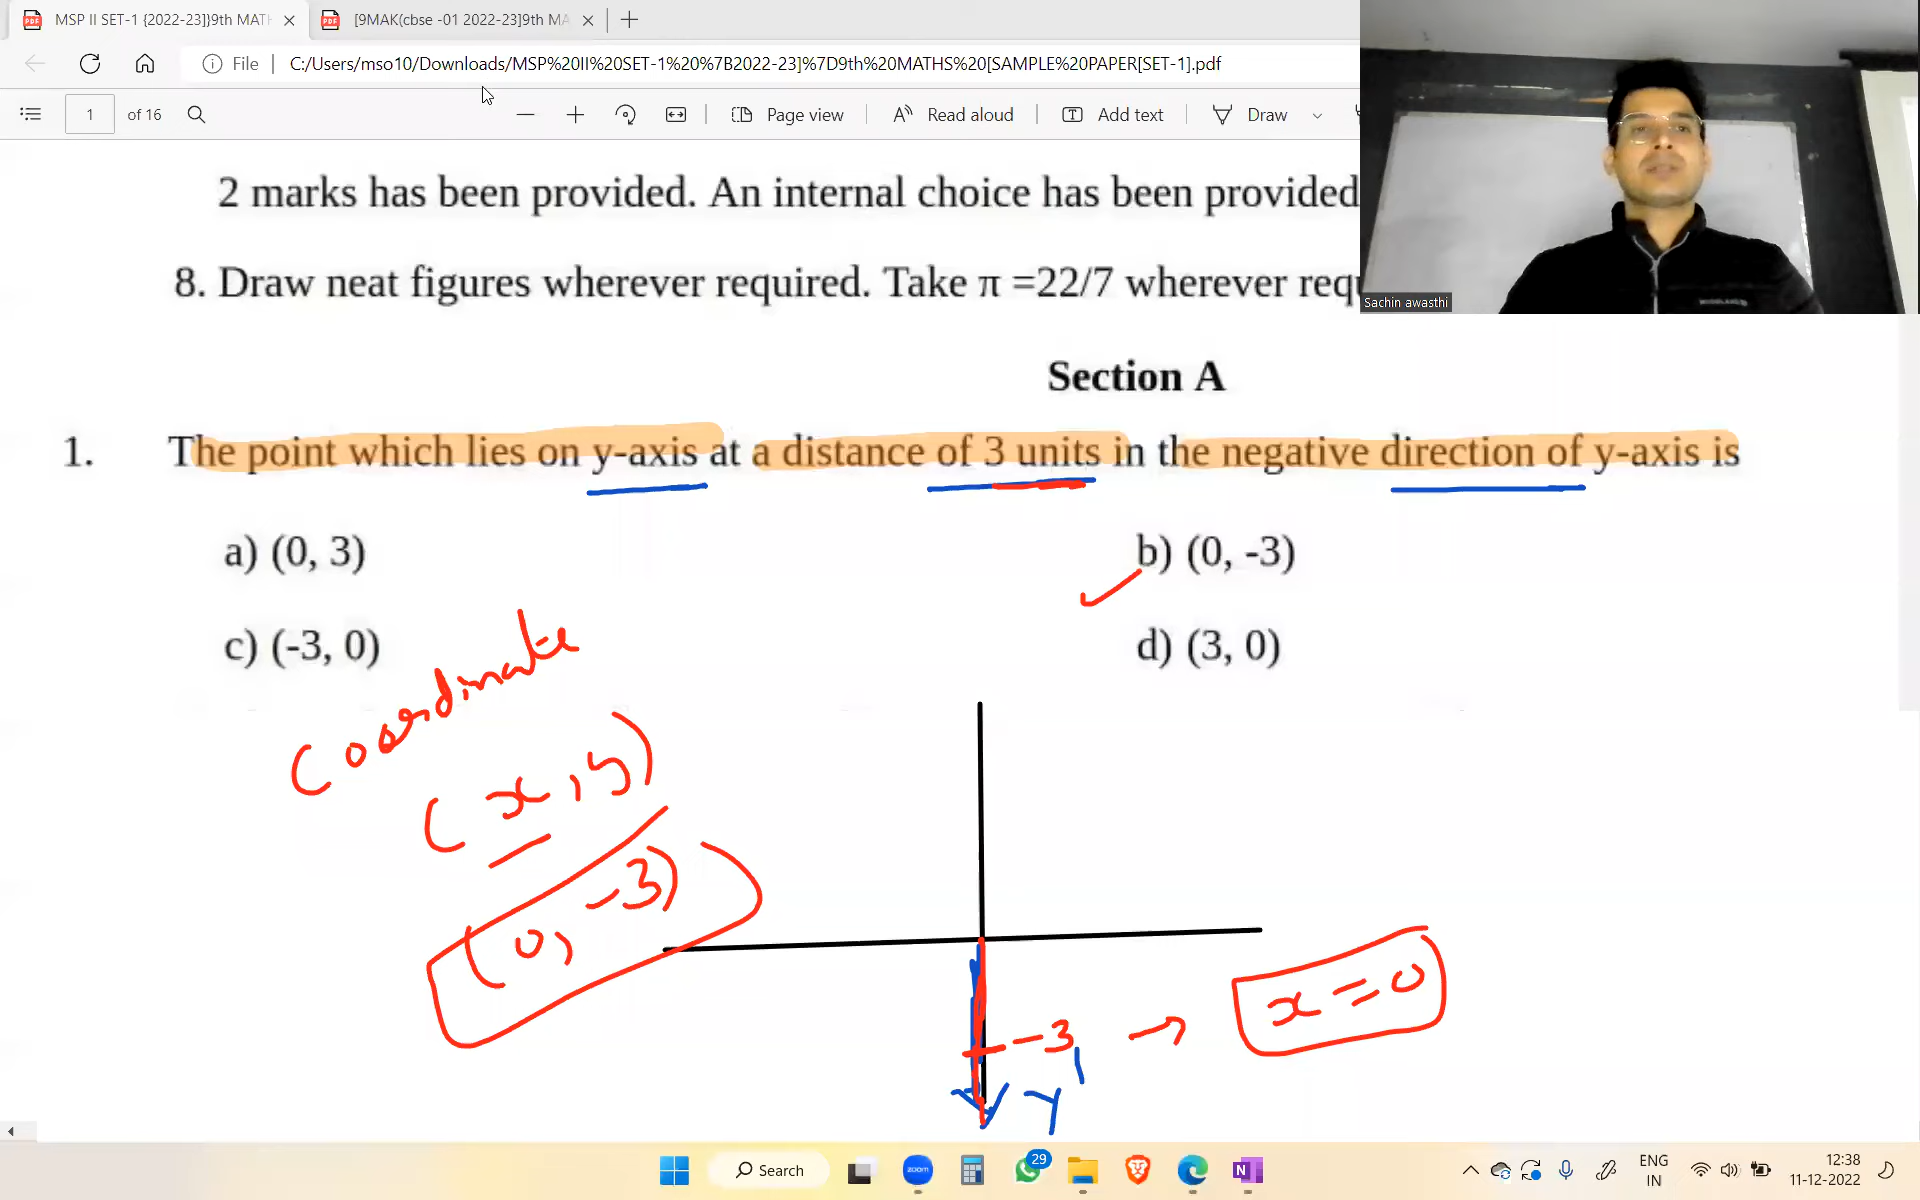 MSP II SET-1 {2022-23]}9th MATH
[9MAK(cbse -01 2022-23]9th MA
File
C:/Users/mso10/Downloads/MSP%20II%20SET-1%20%7B2022-23]%7D9th%20MATHS%20[SAMPLE%20PAPER[SET-1].pdf
1 of 16
Page view
Read aloud
Add text
Draw
2 marks has been provided. An internal choice has been provided
8. Draw neat figures wherever required. Take π =22/7 wherever requ
Sachin awasthi
Section A
1. The point which lies on y-axis at a distance of 3 units in the negative direction of y-axis is
a) (0, 3)
b) (0, -3)
c) (-3, 0)
d) (3, 0)
Coordinate
(x, y)
(0, -3)
-3 → x=0
Y'
Search
zoom
29
N
ENG
IN
12:38
11-12-2022